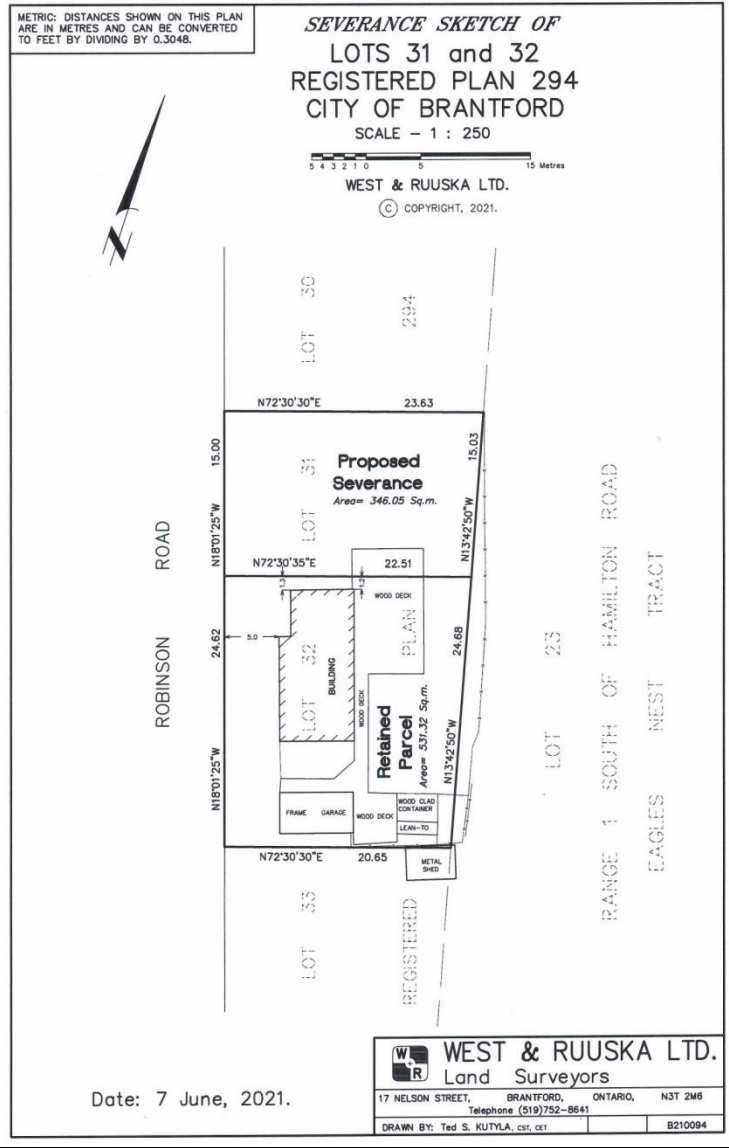 METRIC: DISTANCES SHOWN ON THIS PLAN
ARE IN METRES AND CAN BE CONVERTED
TO FEET BY DIVIDING BY 0.3048.
SEVERANCE SKETCH OF
LOTS 31 and 32
REGISTERED PLAN 294
CITY OF BRANTFORD
SCALE – 1 : 250
5 4 3 2 1 0 5 15 Metres
WEST & RUUSKA LTD.
© COPYRIGHT, 2021.
N
LOT 30
294
N72°30'30"E 23.63
15.00
N18°01'25"W
LOT 31
Proposed
Severance
Area= 346.05 Sq.m.
15.03
N13°42'50"W
N72°30'35"E 22.51
1.3
1.2
WOOD DECK
ROBINSON ROAD
24.62
N18°01'25"W
5.0
LOT 32
BUILDING
WOOD DECK
PLAN
Retained
Parcel
Area= 531.32 Sq.m.
24.68
N13°42'50"W
FRAME GARAGE
WOOD DECK
WOOD CLAD
CONTAINER
LEAN-TO
N72°30'30"E 20.65
METAL
SHED
LOT 33
REGISTERED
LOT 23
RANGE 1 SOUTH OF HAMILTON ROAD
EAGLES NEST TRACT
Date: 7 June, 2021.
W R
WEST & RUUSKA LTD.
Land Surveyors
17 NELSON STREET, BRANTFORD, ONTARIO, N3T 2M6
Telephone (519)752-8641
DRAWN BY: Ted S. KUTYLA, CST, CET B210094